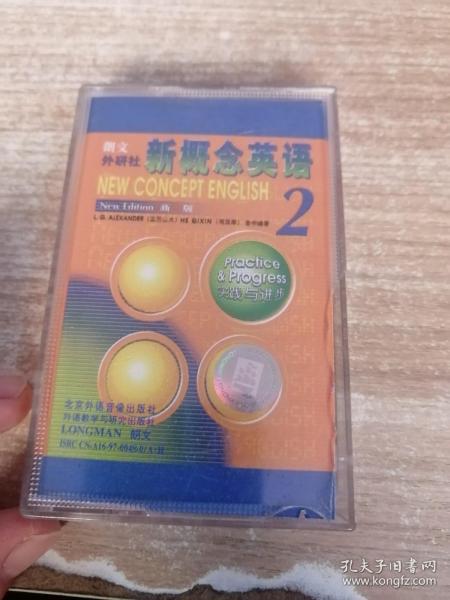 朗文
外研社 新概念英语
NEW CONCEPT ENGLISH
New Edition 新 版
2
L. G. ALEXANDER (亚历山大) HE QIXIN (何其莘) 合作编著
Practice
& Progress
实践与进步
北京外语音像出版社
外语教学与研究出版社
LONGMAN 朗文
孔夫子旧书网
www.kongfz.com